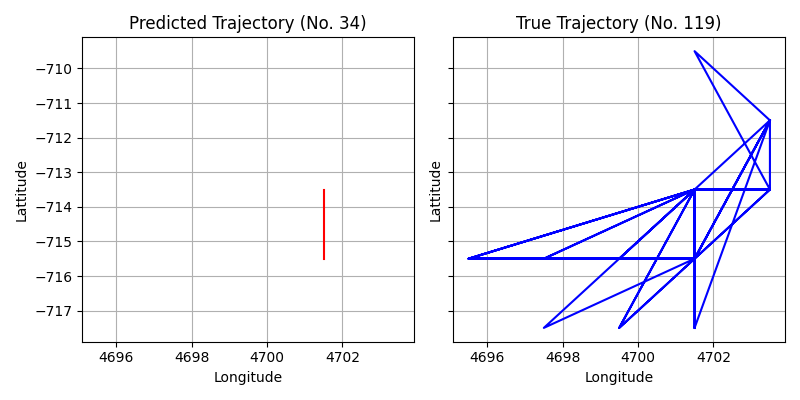 Predicted Trajectory (No. 34)
True Trajectory (No. 119)
Lattitude
−710
−711
−712
−713
−714
−715
−716
−717
4696
4698
4700
4702
Longitude
Lattitude
4696
4698
4700
4702
Longitude